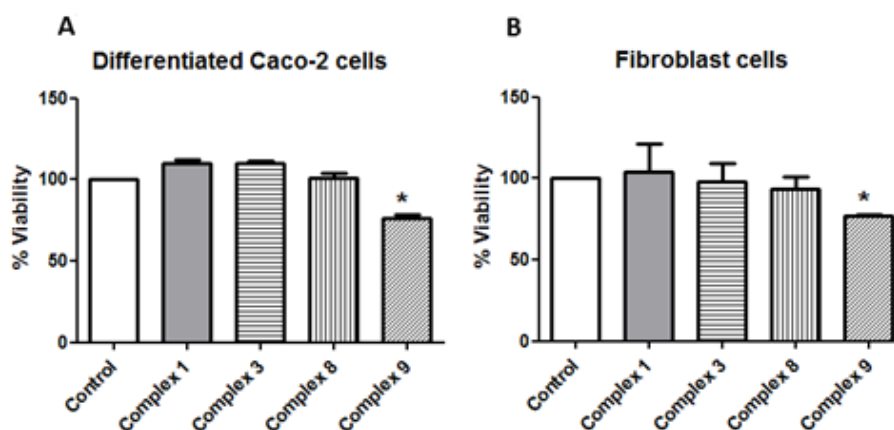 A
Differentiated Caco-2 cells
% Viability
150
100
50
0
*
Control
Complex 1
Complex 3
Complex 8
Complex 9
B
Fibroblast cells
% Viability
150
100
50
0
*
Control
Complex 1
Complex 3
Complex 8
Complex 9